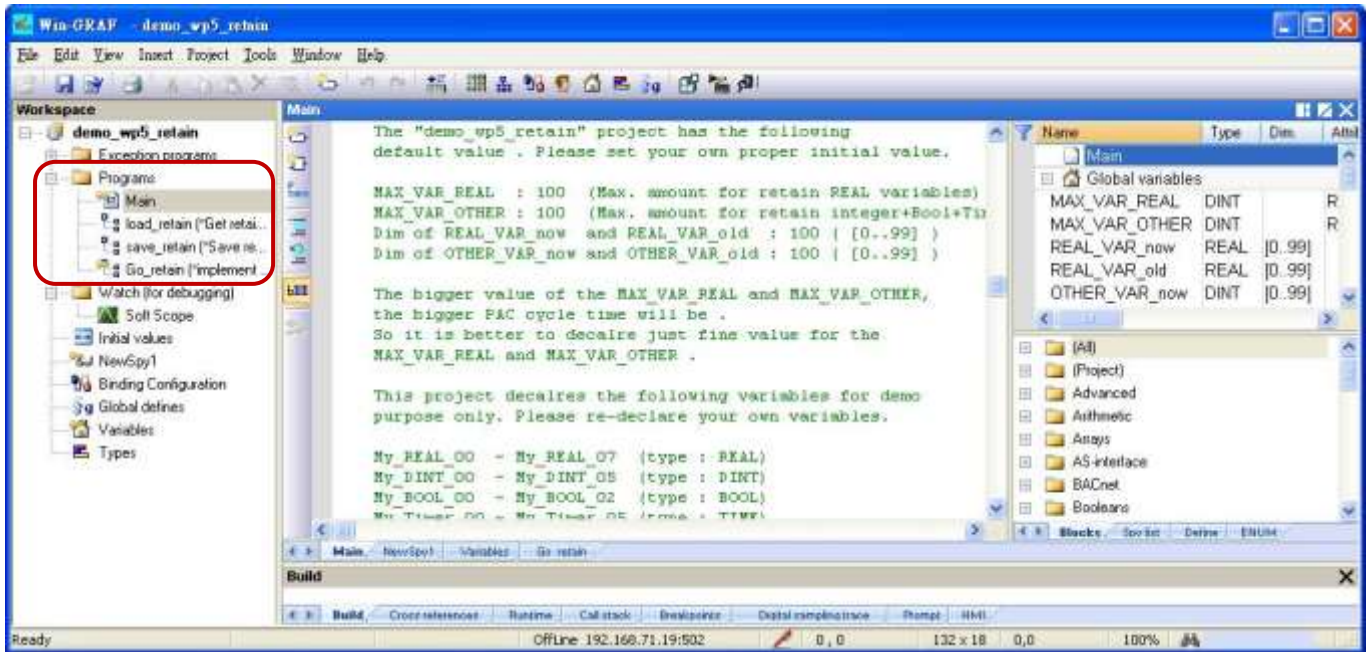 Win-GRAF - demo_wp5_retain
File Edit View Insert Project Tools Window Help
Workspace
demo_wp5_retain
Exception programs
Programs
Main
load_retain ("Get retai...
save_retain ("Save re...
Go_retain ("implement ...
Watch (for debugging)
Soft Scope
Initial values
NewSpy1
Binding Configuration
Global defines
Variables
Types
Main
The "demo_wp5_retain" project has the following
default value . Please set your own proper initial value.
MAX_VAR_REAL : 100 (Max. amount for retain REAL variables)
MAX_VAR_OTHER : 100 (Max. amount for retain integer+Bool+Tim
Dim of REAL_VAR_now and REAL_VAR_old : 100 ( [0..99] )
Dim of OTHER_VAR_now and OTHER_VAR_old : 100 ( [0..99] )
The bigger value of the MAX_VAR_REAL and MAX_VAR_OTHER,
the bigger PAC cycle time will be .
So it is better to decalre just fine value for the
MAX_VAR_REAL and MAX_VAR_OTHER .
This project decalres the following variables for demo
purpose only. Please re-declare your own variables.
My_REAL_00 - My_REAL_07 (type : REAL)
My_DINT_00 - My_DINT_05 (type : DINT)
My_BOOL_00 - My_BOOL_02 (type : BOOL)
My_Timer_00 - My_Timer_05 (type : TIME)
Main NewSpy1 Variables Go_retain
Name Type Dim. Attri
Main
Global variables
MAX_VAR_REAL DINT R
MAX_VAR_OTHER DINT R
REAL_VAR_now REAL [0..99]
REAL_VAR_old REAL [0..99]
OTHER_VAR_now DINT [0..99]
(All)
(Project)
Advanced
Arithmetic
Arrays
AS-interface
BACnet
Booleans
Blocks Spy list Define ENUM
Build
Build Cross references Runtime Call stack Breakpoints Digital sampling trace Prompt HMI
Ready OffLine 192.168.71.19:502 0 , 0 132 x 18 0,0 100%